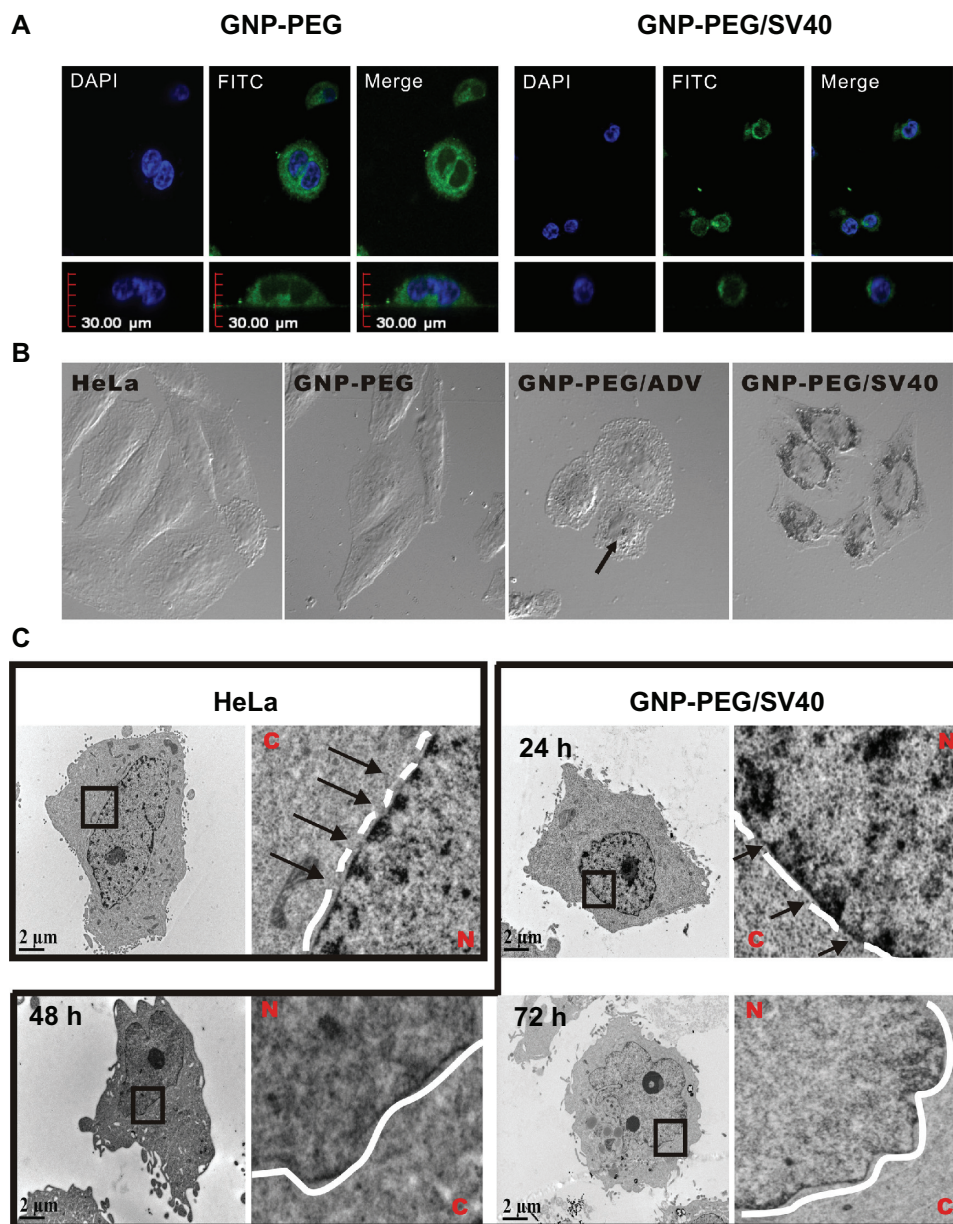 A
GNP-PEG
GNP-PEG/SV40
DAPI FITC Merge DAPI FITC Merge
30.00 µm 30.00 µm 30.00 µm
B
HeLa GNP-PEG GNP-PEG/ADV GNP-PEG/SV40
C
HeLa
GNP-PEG/SV40
C
N
2 µm
24 h
N
C
2 µm
48 h
N
C
2 µm
72 h
N
C
2 µm